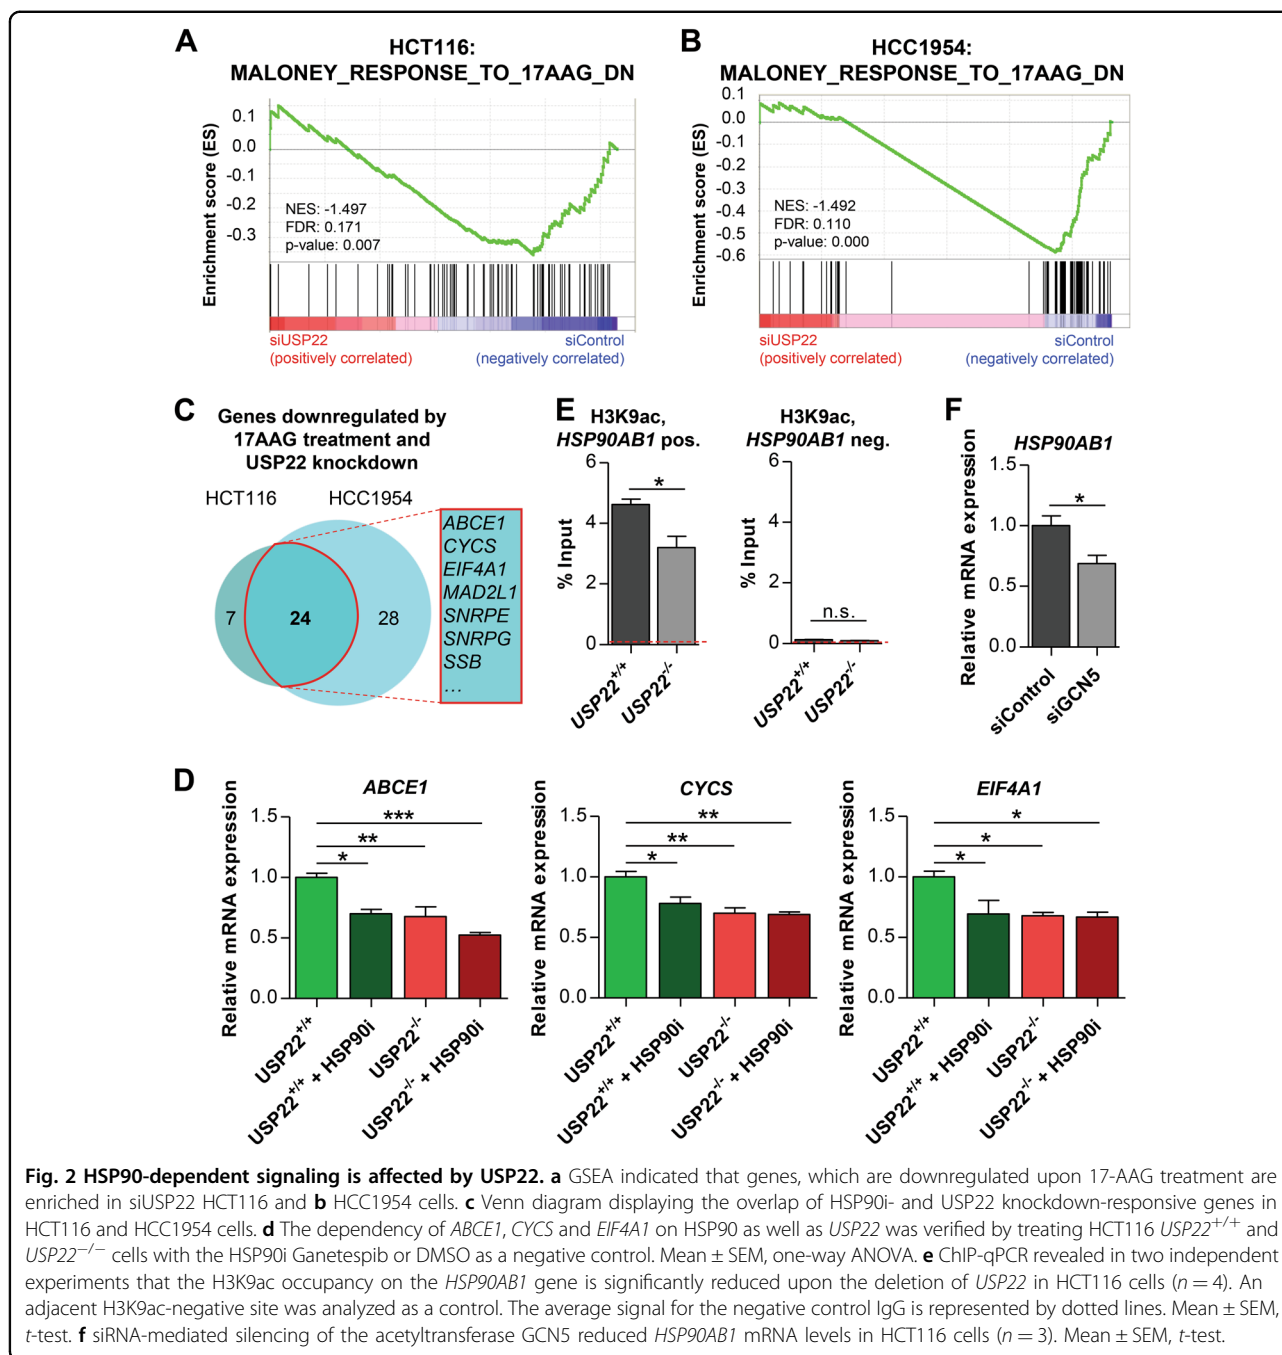 A
HCT116:
MALONEY_RESPONSE_TO_17AAG_DN
Enrichment score (ES)
0.1
0.0
-0.1
-0.2
-0.3
NES: -1.497
FDR: 0.171
p-value: 0.007
siUSP22
(positively correlated)
siControl
(negatively correlated)
B
HCC1954:
MALONEY_RESPONSE_TO_17AAG_DN
Enrichment score (ES)
0.1
0.0
-0.1
-0.2
-0.3
-0.4
-0.5
-0.6
NES: -1.492
FDR: 0.110
p-value: 0.000
siUSP22
(positively correlated)
siControl
(negatively correlated)
C
Genes downregulated by
17AAG treatment and
USP22 knockdown
HCT116
HCC1954
7
24
28
ABCE1
CYCS
EIF4A1
MAD2L1
SNRPE
SNRPG
SSB
...
E
H3K9ac,
HSP90AB1 pos.
% Input
6
4
2
0
*
USP22+/+
USP22-/-
H3K9ac,
HSP90AB1 neg.
% Input
6
4
2
0
n.s.
USP22+/+
USP22-/-
F
HSP90AB1
Relative mRNA expression
1.5
1.0
0.5
0.0
*
siControl
siGCN5
D
ABCE1
Relative mRNA expression
1.5
1.0
0.5
0.0
***
**
*
USP22+/+
USP22+/+ + HSP90i
USP22-/-
USP22-/- + HSP90i
CYCS
Relative mRNA expression
1.5
1.0
0.5
0.0
**
**
*
USP22+/+
USP22+/+ + HSP90i
USP22-/-
USP22-/- + HSP90i
EIF4A1
Relative mRNA expression
1.5
1.0
0.5
0.0
*
*
*
USP22+/+
USP22+/+ + HSP90i
USP22-/-
USP22-/- + HSP90i
Fig. 2 HSP90-dependent signaling is affected by USP22. a GSEA indicated that genes, which are downregulated upon 17-AAG treatment are
enriched in siUSP22 HCT116 and b HCC1954 cells. c Venn diagram displaying the overlap of HSP90i- and USP22 knockdown-responsive genes in
HCT116 and HCC1954 cells. d The dependency of ABCE1, CYCS and EIF4A1 on HSP90 as well as USP22 was verified by treating HCT116 USP22+/+ and
USP22−/− cells with the HSP90i Ganetespib or DMSO as a negative control. Mean ± SEM, one-way ANOVA. e ChIP-qPCR revealed in two independent
experiments that the H3K9ac occupancy on the HSP90AB1 gene is significantly reduced upon the deletion of USP22 in HCT116 cells (n = 4). An
adjacent H3K9ac-negative site was analyzed as a control. The average signal for the negative control IgG is represented by dotted lines. Mean ± SEM,
t-test. f siRNA-mediated silencing of the acetyltransferase GCN5 reduced HSP90AB1 mRNA levels in HCT116 cells (n = 3). Mean ± SEM, t-test.